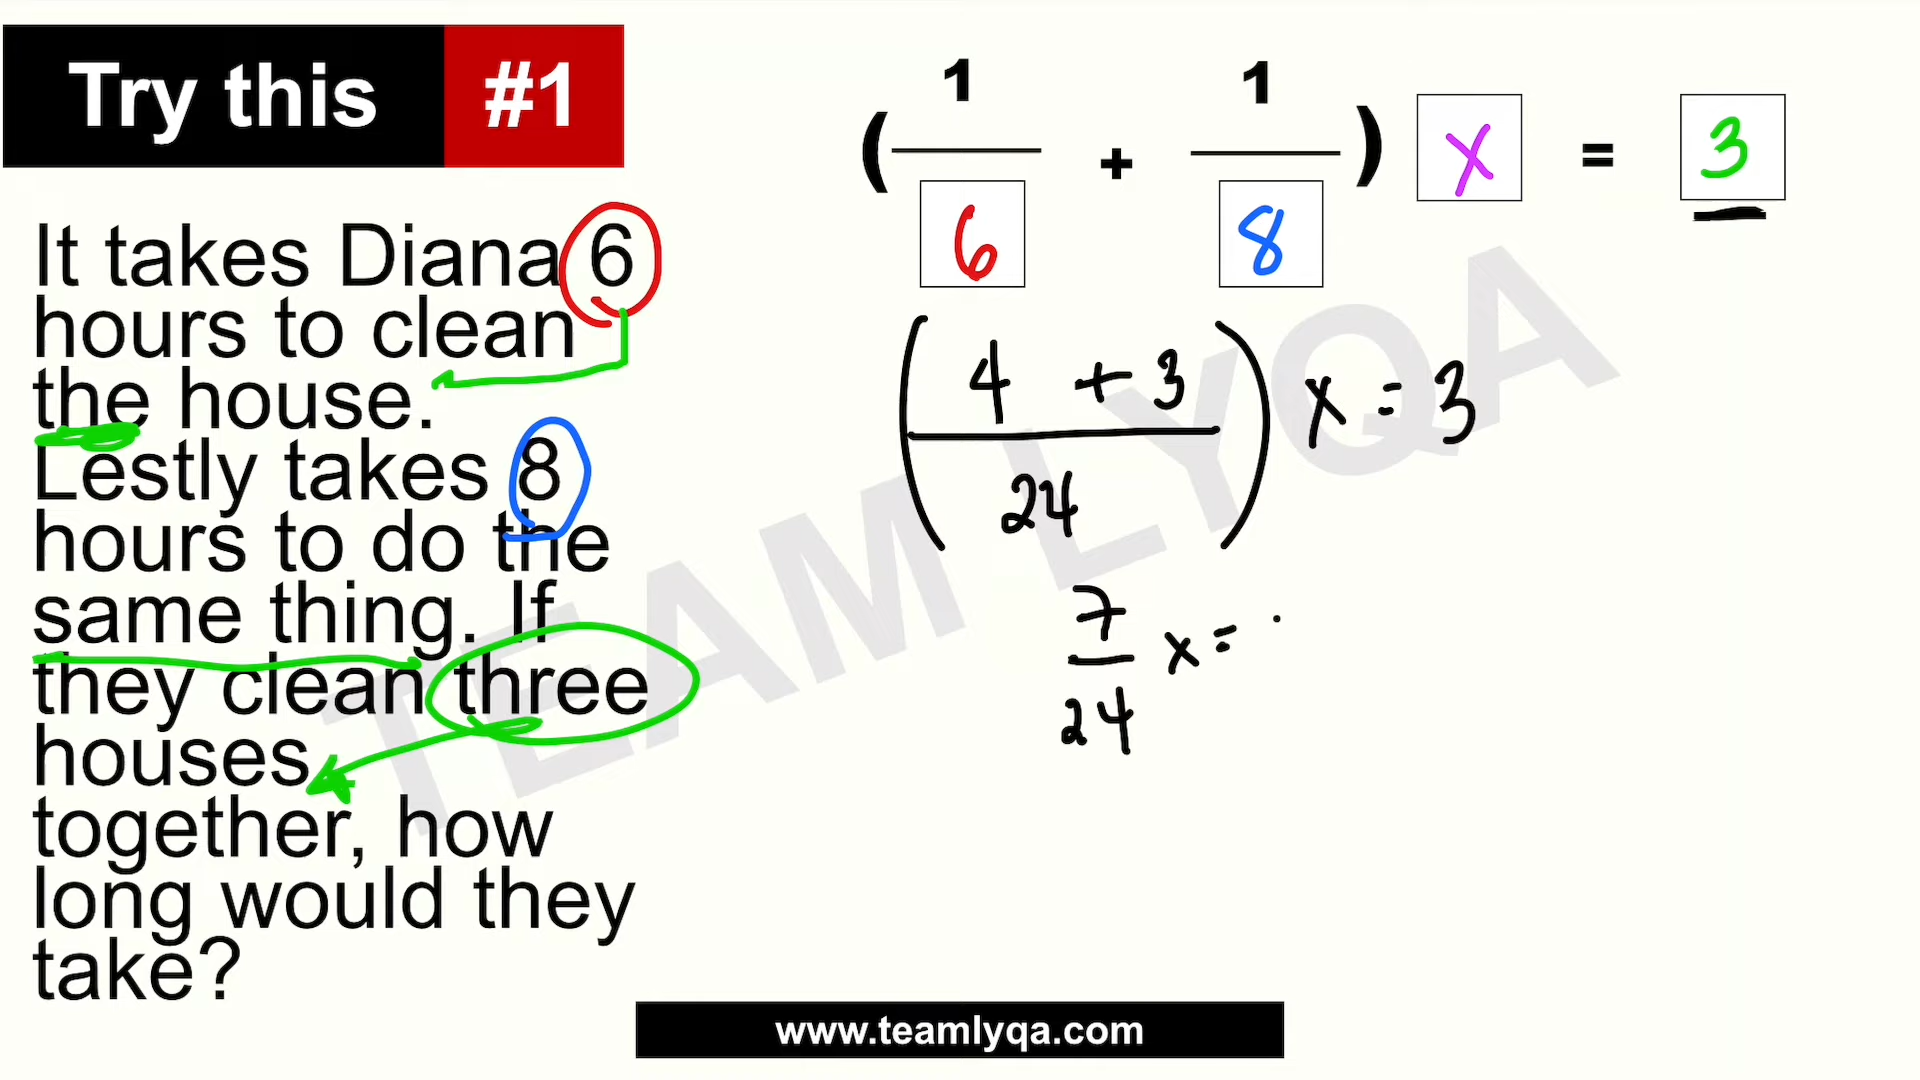 Try this #1
It takes Diana 6
hours to clean
the house.
Lestly takes 8
hours to do the
same thing. If
they clean three
houses
together, how
long would they
take?
(1/6 + 1/8) x = 3
(4 + 3 / 24) x = 3
7/24 x =
TEAM LYQA
www.teamlyqa.com